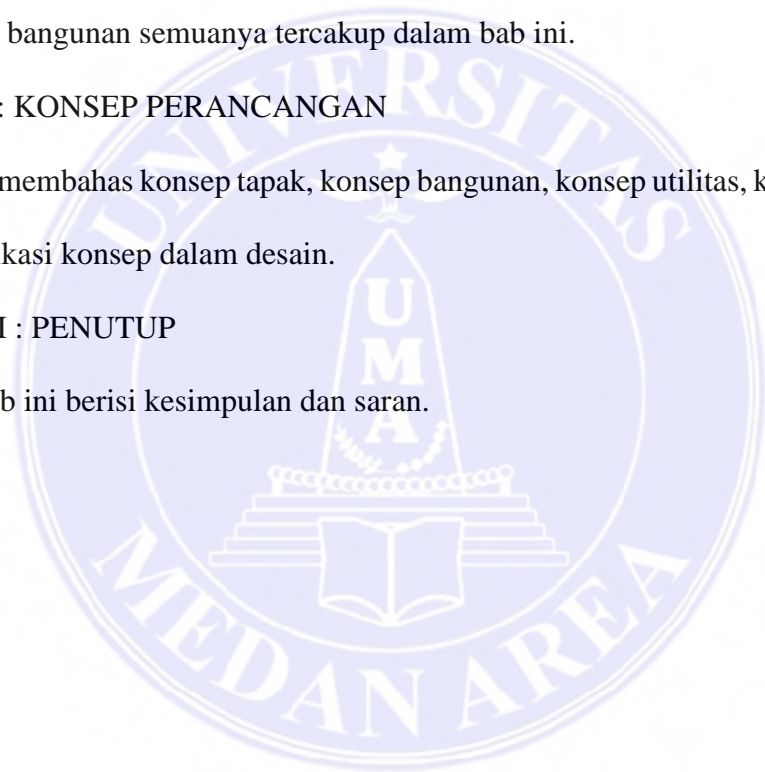 bangunan semuanya tercakup dalam bab ini.
: KONSEP PERANCANGAN
membahas konsep tapak, konsep bangunan, konsep utilitas, k
kasi konsep dalam desain.
I : PENUTUP
b ini berisi kesimpulan dan saran.
UNIVERSITAS
U
M
A
MEDAN AREA